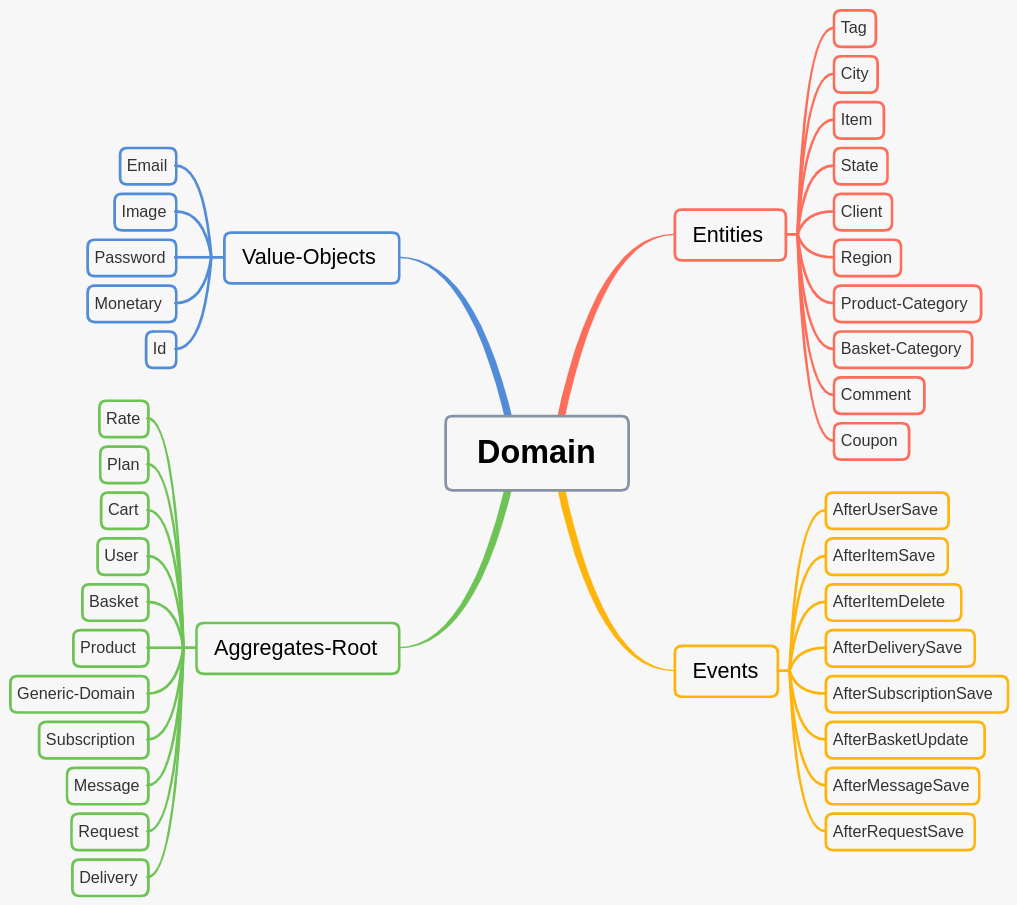 Domain
Value-Objects
Email
Image
Password
Monetary
Id
Entities
Tag
City
Item
State
Client
Region
Product-Category
Basket-Category
Comment
Coupon
Aggregates-Root
Rate
Plan
Cart
User
Basket
Product
Generic-Domain
Subscription
Message
Request
Delivery
Events
AfterUserSave
AfterItemSave
AfterItemDelete
AfterDeliverySave
AfterSubscriptionSave
AfterBasketUpdate
AfterMessageSave
AfterRequestSave